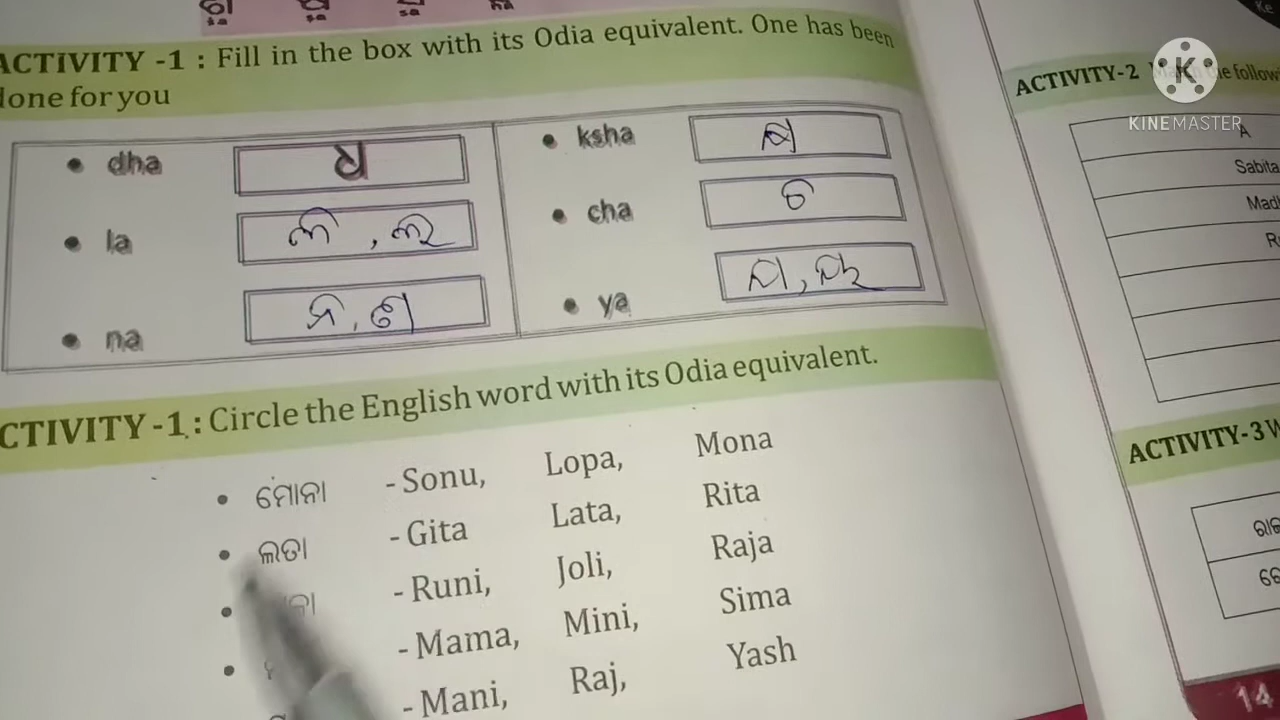 ACTIVITY -1 : Fill in the box with its Odia equivalent. One has been
done for you
• dha ଧ
• la ଳ , ଲ
• na ନ , ଣ
• ksha କ୍ଷ
• cha ଚ
• ya ଯ , ୟ
ACTIVITY -1 : Circle the English word with its Odia equivalent.
• ମୋନା - Sonu, Lopa, Mona
• ଲତା - Gita Lata, Rita
• - Runi, Joli, Raja
• - Mama, Mini, Sima
- Mani, Raj, Yash
ACTIVITY-2
A
Sabita
ACTIVITY-3
14
KINEMASTER